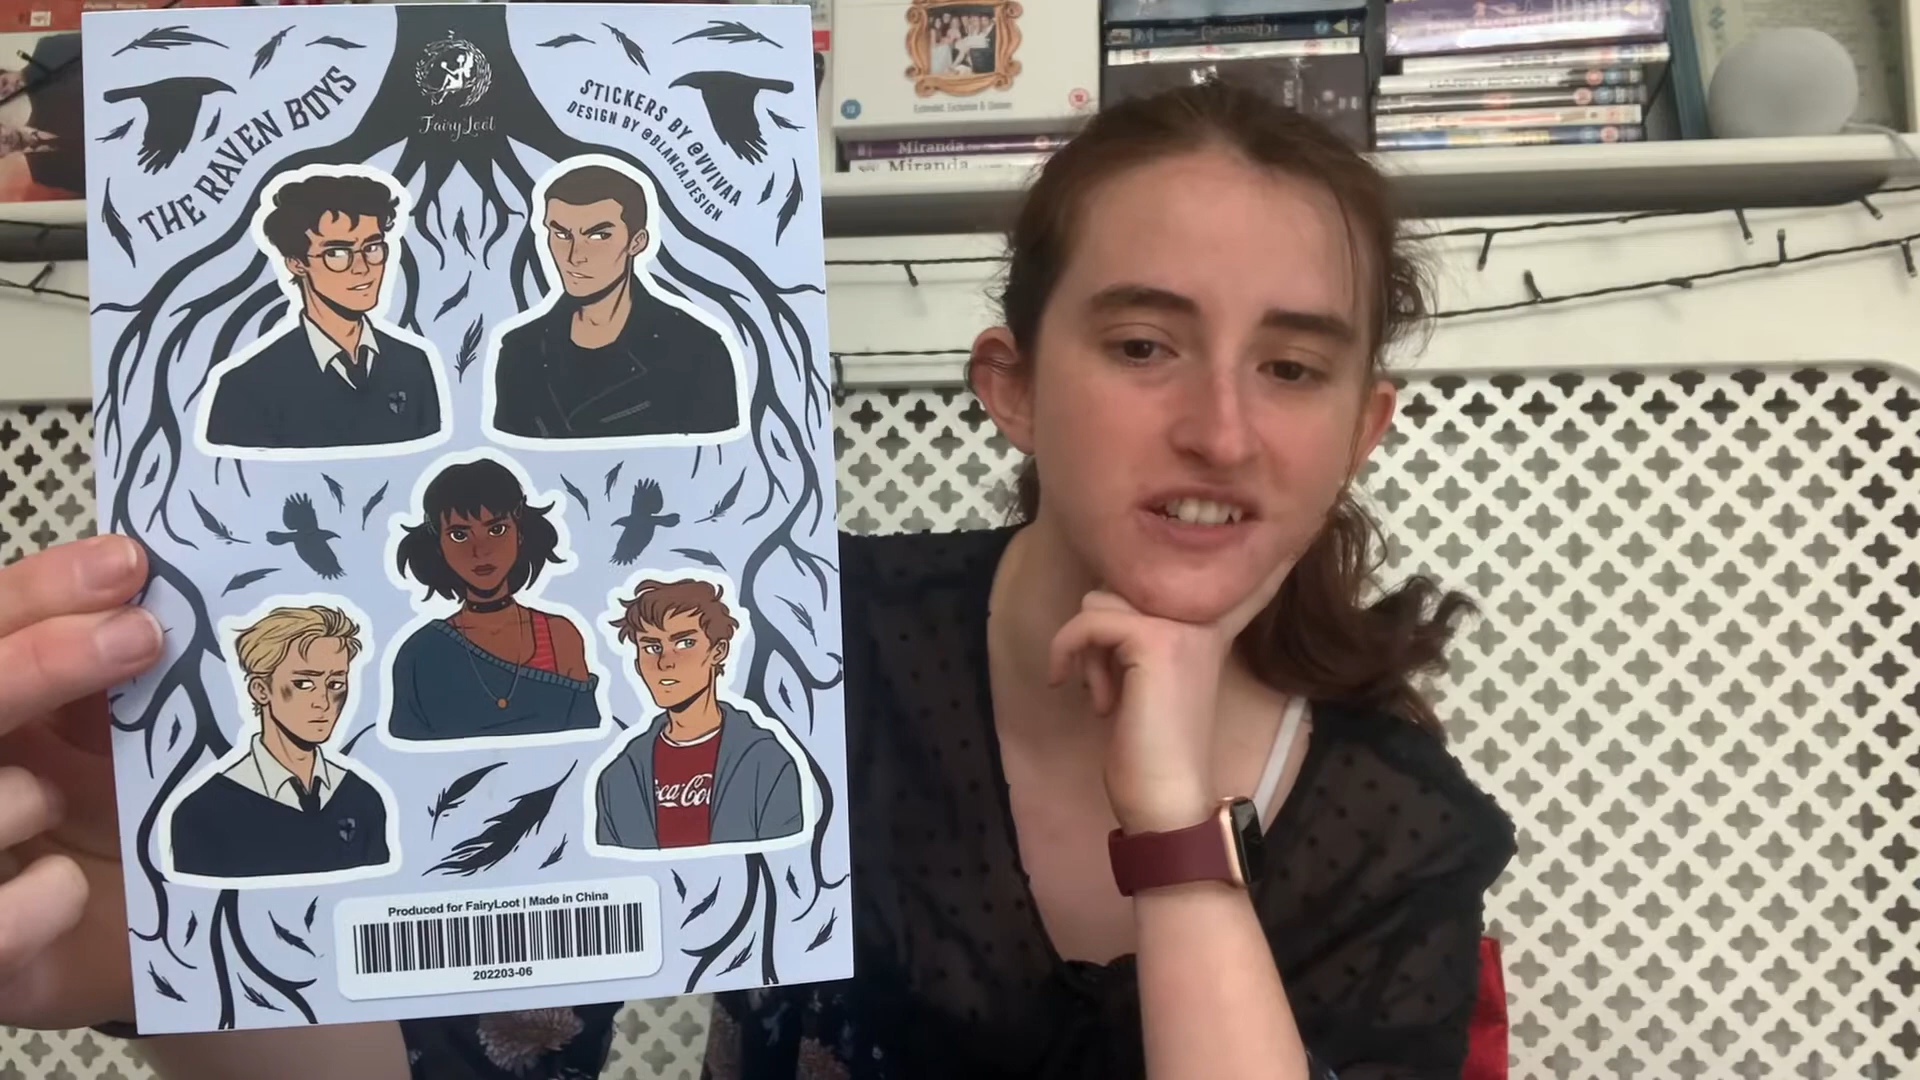 THE RAVEN BOYS
FairyLoot
STICKERS BY @VVIVAA
DESIGN BY @BLANCA.DESIGN
Coca-Col
Produced for FairyLoot | Made in China
202203-06
Miranda
Miranda